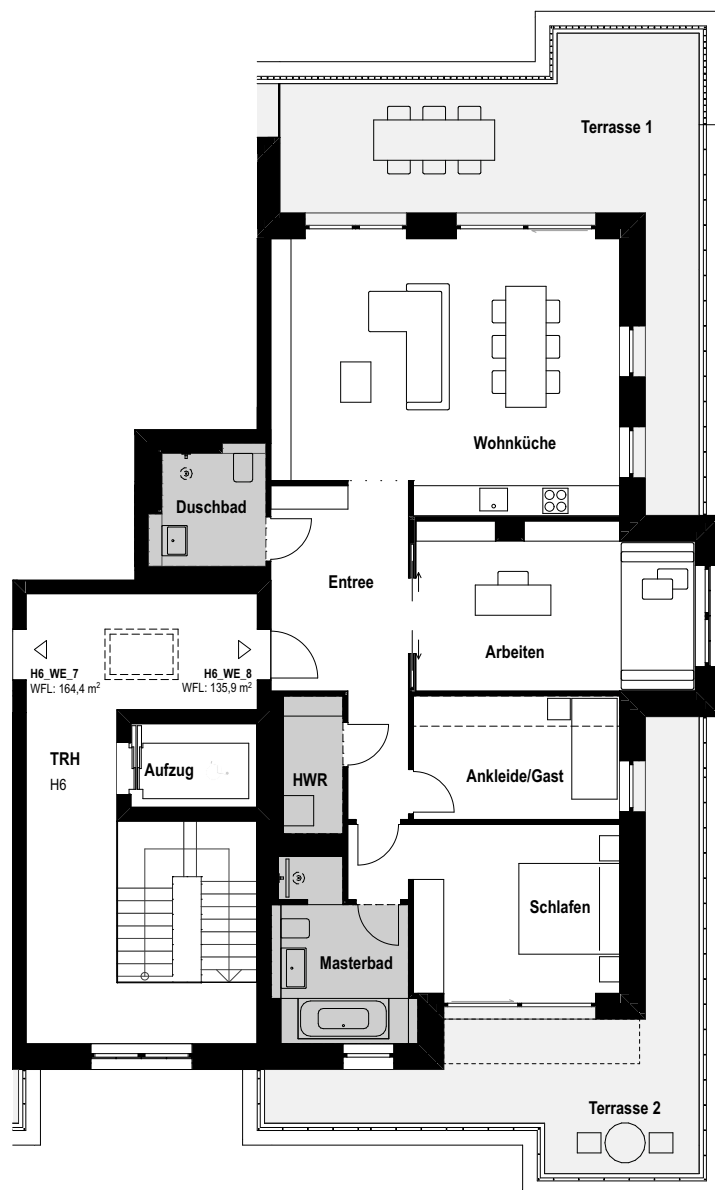 Terrasse 1
Wohnküche
Duschbad
Entree
Arbeiten
H6_WE_7
WFL: 164,4 m²
H6_WE_8
WFL: 135,9 m²
TRH
H6
Aufzug
HWR
Ankleide/Gast
Schlafen
Masterbad
Terrasse 2